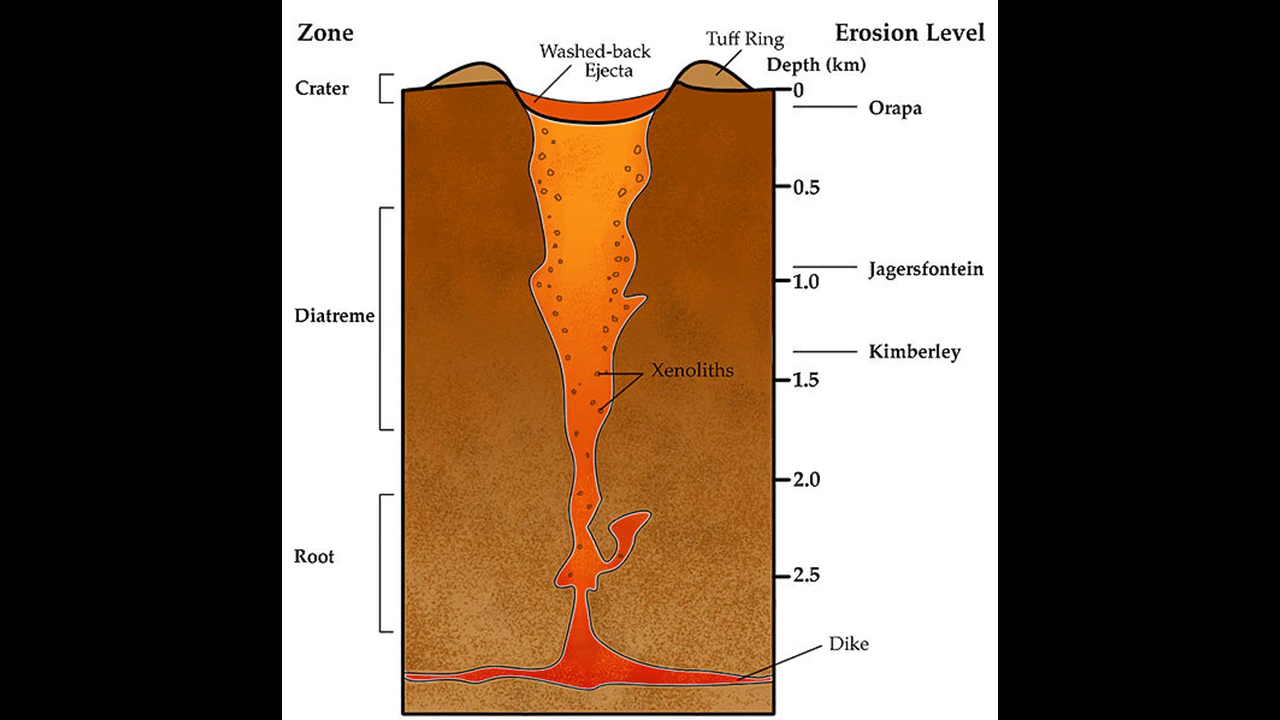 Zone
Erosion Level
Tuff Ring
Washed-back
Ejecta
Depth (km)
Crater
0
Orapa
0.5
Jagersfontein
1.0
Diatreme
Kimberley
Xenoliths
1.5
2.0
Root
2.5
Dike